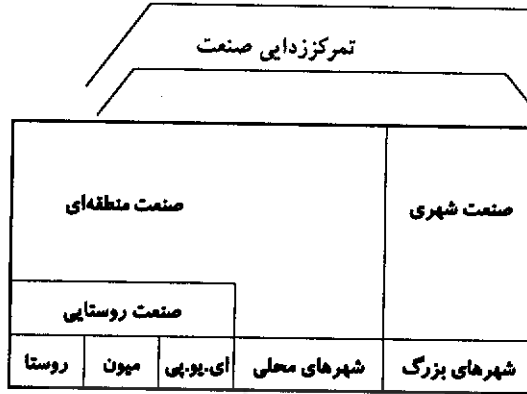 تمرکززدایی صنعت
صنعت شهری
صنعت منطقه‌ای
صنعت روستایی
شهرهای بزرگ
شهرهای محلی
ای.یو.پی
میون
روستا